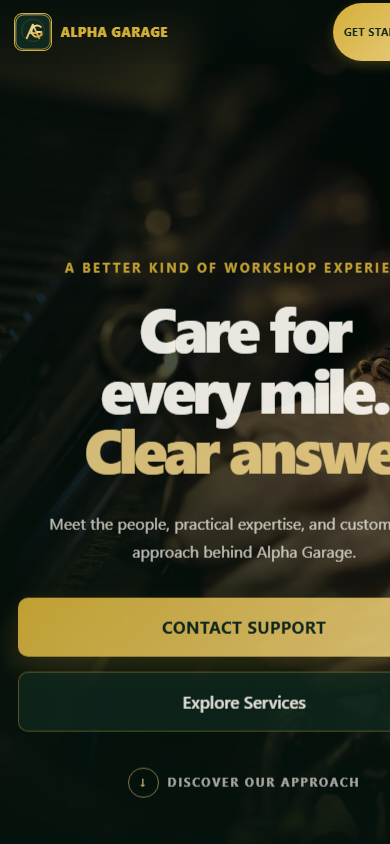 AG
ALPHA GARAGE
GET STA
A BETTER KIND OF WORKSHOP EXPERIE
Care for
every mile.
Clear answe
Meet the people, practical expertise, and custom
approach behind Alpha Garage.
CONTACT SUPPORT
Explore Services
↓ DISCOVER OUR APPROACH